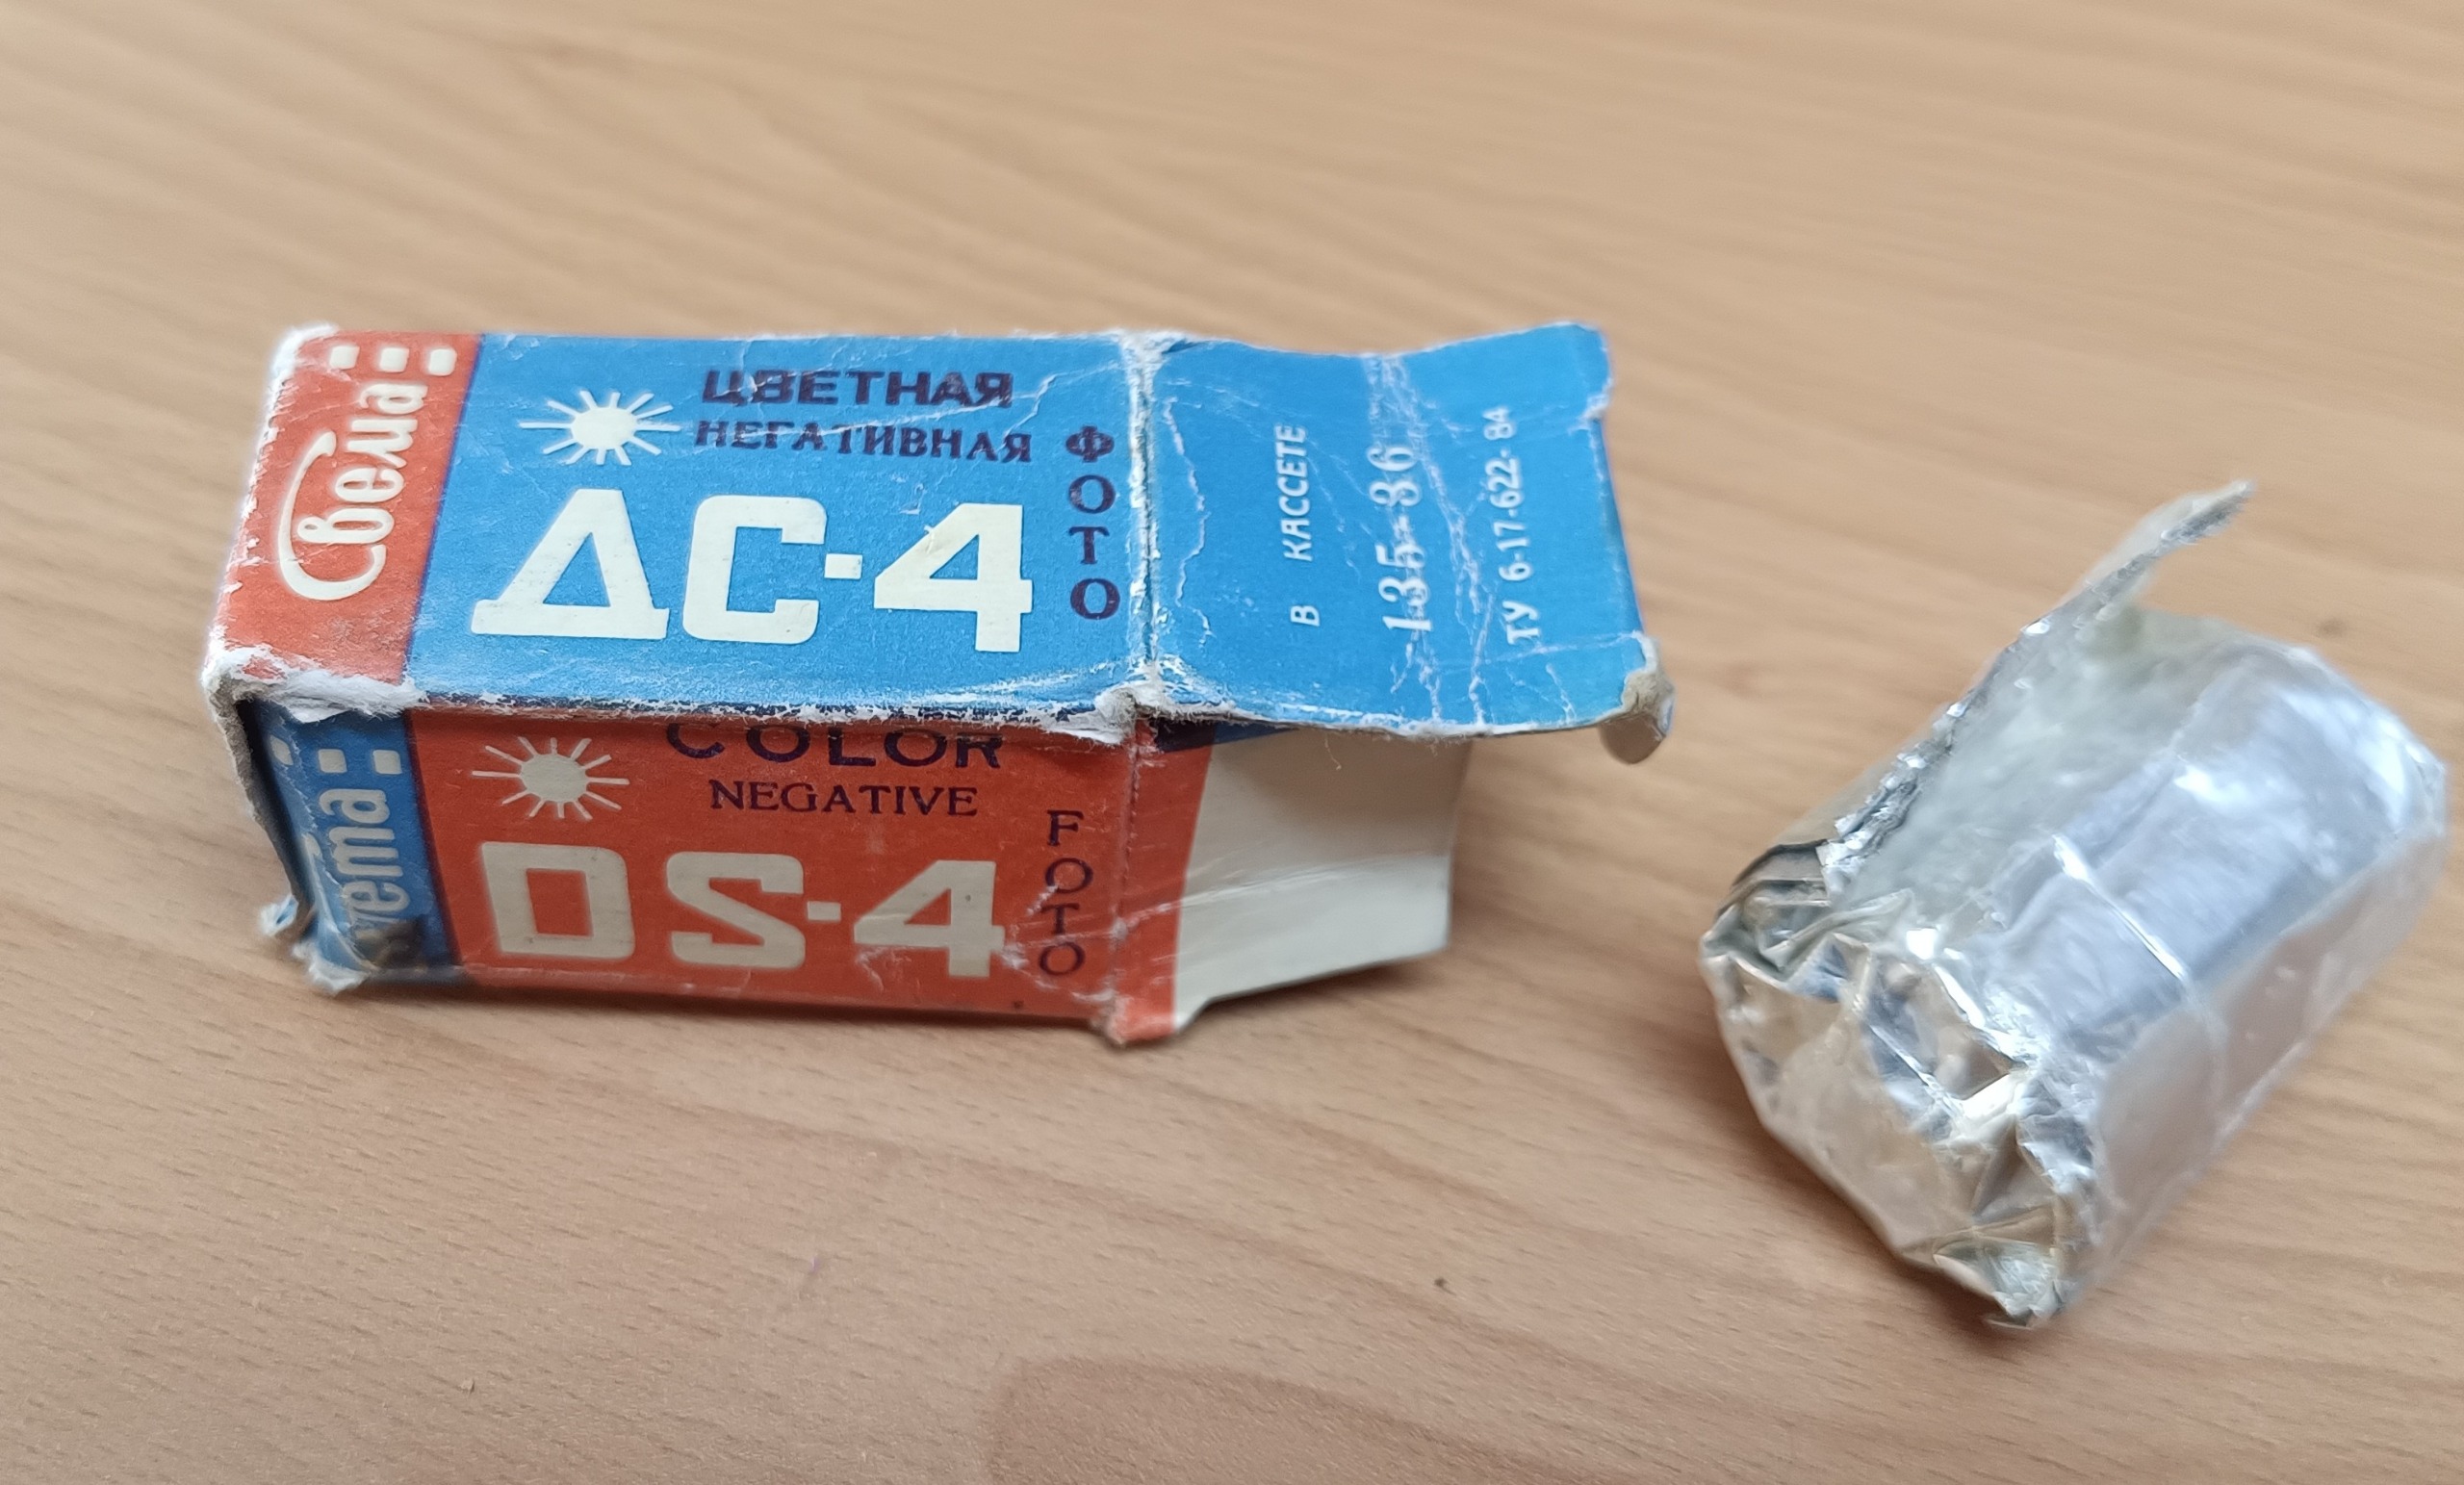 Свема
ЦВЕТНАЯ
НЕГАТИВНАЯ
ДС-4
ФОТО
В КАССЕТЕ
135-36
ТУ 6-17-622-84
COLOR
NEGATIVE
DS-4
FOTO